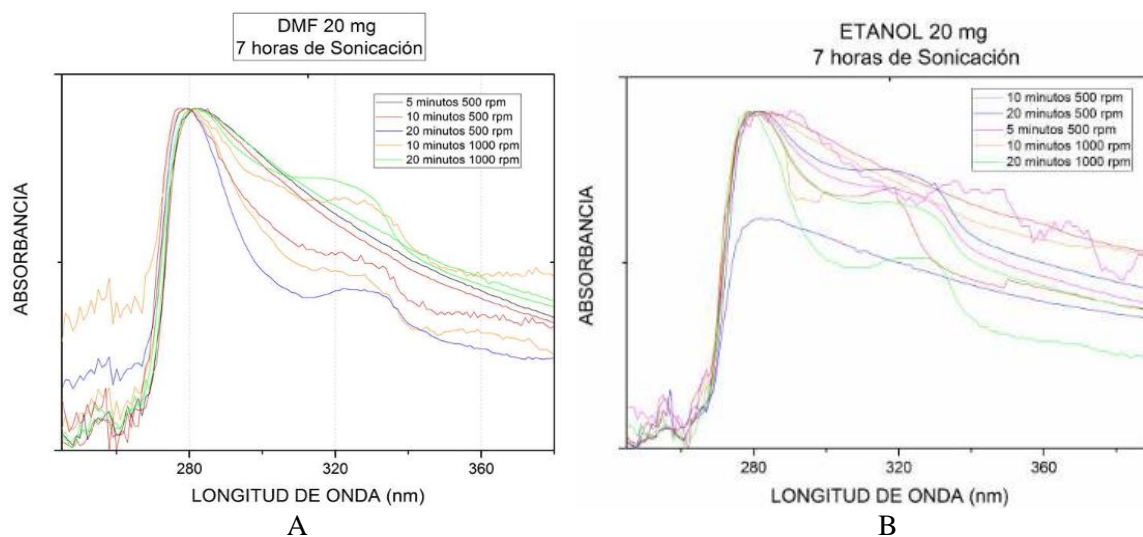 DMF 20 mg
7 horas de Sonicación
5 minutos 500 rpm
10 minutos 500 rpm
20 minutos 500 rpm
10 minutos 1000 rpm
20 minutos 1000 rpm
ABSORBANCIA
280
320
360
LONGITUD DE ONDA (nm)
A
ETANOL 20 mg
7 horas de Sonicación
10 minutos 500 rpm
20 minutos 500 rpm
5 minutos 500 rpm
10 minutos 1000 rpm
20 minutos 1000 rpm
ABSORBANCIA
280
320
360
LONGITUD DE ONDA (nm)
B